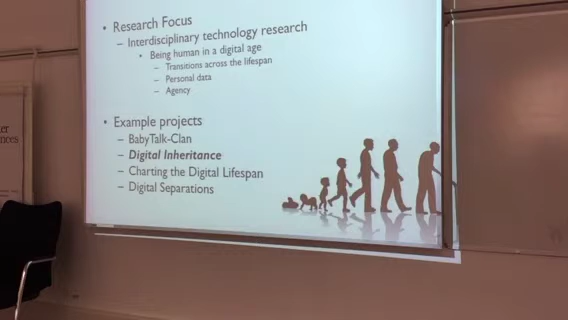 • Research Focus
– Interdisciplinary technology research
• Being human in a digital age
– Transitions across the lifespan
– Personal data
– Agency
• Example projects
– BabyTalk-Clan
– Digital Inheritance
– Charting the Digital Lifespan
– Digital Separations